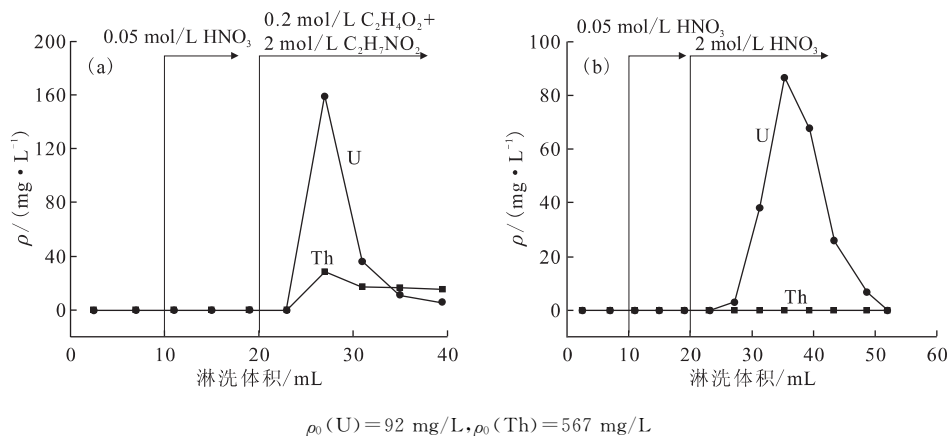 0.2 mol/L C₂H₄O₂+
0.05 mol/L HNO₃
2 mol/L C₂H₇NO₂
(a)
200
160
120
80
40
0
ρ/(mg·L⁻¹)
U
Th
0 10 20 30 40
淋洗体积/mL
0.05 mol/L HNO₃
2 mol/L HNO₃
(b)
100
80
60
40
20
0
ρ/(mg·L⁻¹)
U
Th
0 10 20 30 40 50 60
淋洗体积/mL
ρ₀(U)=92 mg/L,ρ₀(Th)=567 mg/L